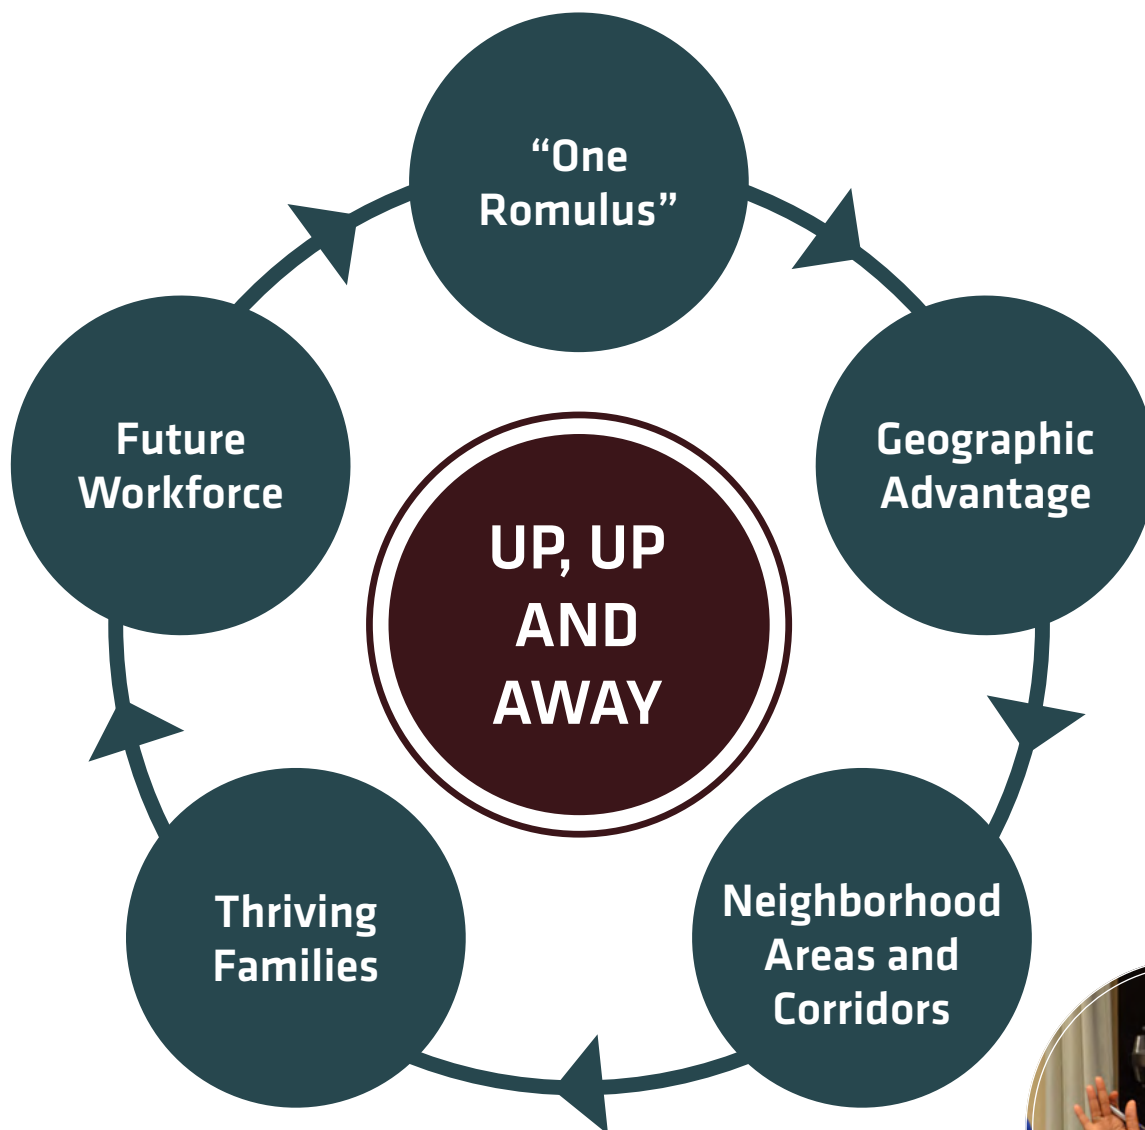 “One
Romulus”
Geographic
Advantage
Neighborhood
Areas and
Corridors
Thriving
Families
Future
Workforce
UP, UP
AND
AWAY